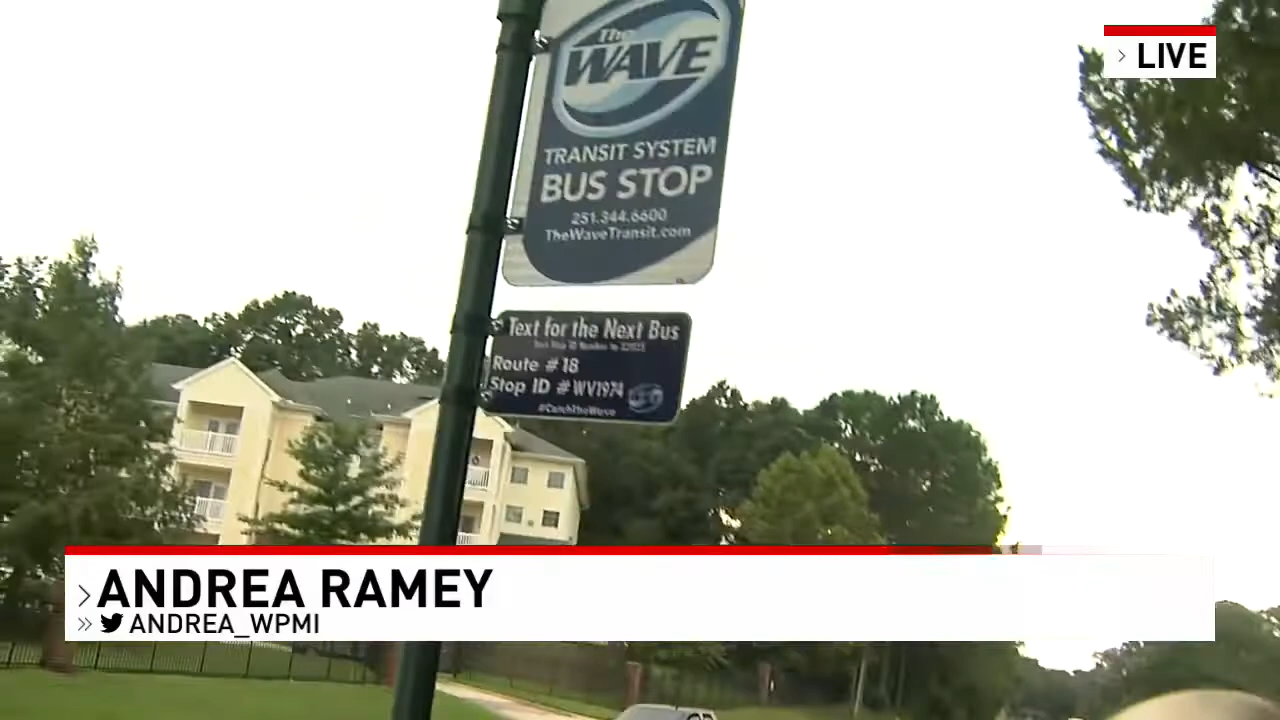 The
WAVE
TRANSIT SYSTEM
BUS STOP
251.344.6600
TheWaveTransit.com
Text for the Next Bus
Route #18
Stop ID #WV1974
#CatchTheWave
LIVE
ANDREA RAMEY
ANDREA_WPMI